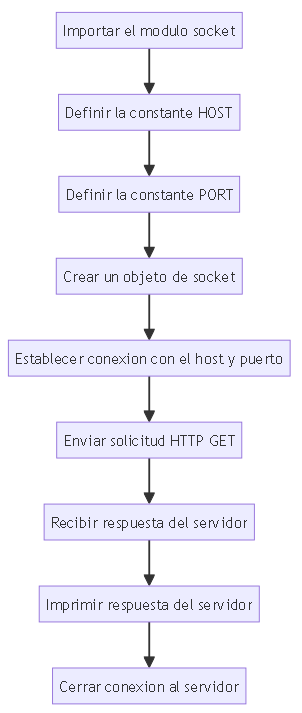 Importar el modulo socket
Definir la constante HOST
Definir la constante PORT
Crear un objeto de socket
Establecer conexion con el host y puerto
Enviar solicitud HTTP GET
Recibir respuesta del servidor
Imprimir respuesta del servidor
Cerrar conexion al servidor